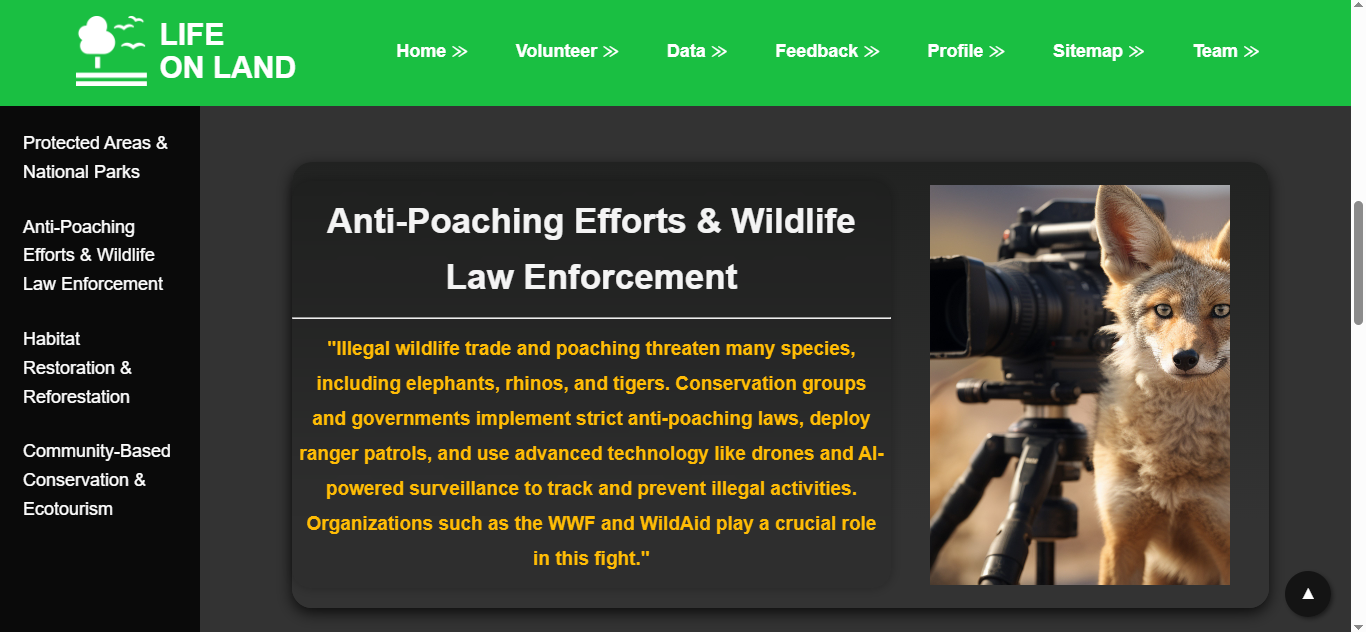 LIFE
ON LAND
Home ≫
Volunteer ≫
Data ≫
Feedback ≫
Profile ≫
Sitemap ≫
Team ≫
Protected Areas &
National Parks
Anti-Poaching
Efforts & Wildlife
Law Enforcement
Habitat
Restoration &
Reforestation
Community-Based
Conservation &
Ecotourism
Anti-Poaching Efforts & Wildlife
Law Enforcement
"Illegal wildlife trade and poaching threaten many species,
including elephants, rhinos, and tigers. Conservation groups
and governments implement strict anti-poaching laws, deploy
ranger patrols, and use advanced technology like drones and AI-
powered surveillance to track and prevent illegal activities.
Organizations such as the WWF and WildAid play a crucial role
in this fight."
▲